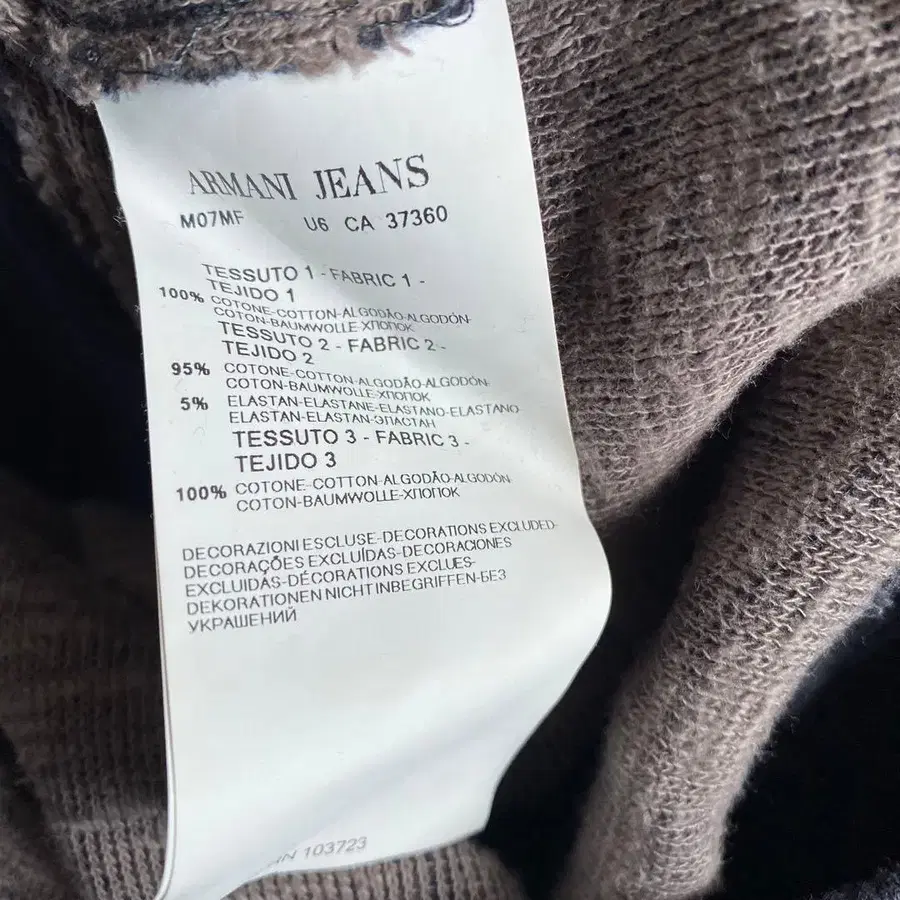 ARMANI JEANS
M07MF U6 CA 37360
TESSUTO 1 - FABRIC 1 -
TEJIDO 1
100% COTONE-COTTON-ALGODÃO-ALGODÓN-
COTON-BAUMWOLLE-ХЛОПОК
TESSUTO 2 - FABRIC 2 -
TEJIDO 2
95% COTONE-COTTON-ALGODÃO-ALGODÓN-
COTON-BAUMWOLLE-ХЛОПОК
5% ELASTAN-ELASTANE-ELASTANO-ELASTANO
ELASTAN-ELASTAN-ЭЛАСТАН
TESSUTO 3 - FABRIC 3 -
TEJIDO 3
100% COTONE-COTTON-ALGODÃO-ALGODÓN
COTON-BAUMWOLLE-ХЛОПОК
DECORAZIONI ESCLUSE-DECORATIONS EXCLUDED-
DECORAÇÕES EXCLUÍDAS-DECORACIONES
EXCLUIDAS-DÉCORATIONS EXCLUES-
DEKORATIONEN NICHT INBEGRIFFEN-БЕЗ
УКРАШЕНИЙ
103723